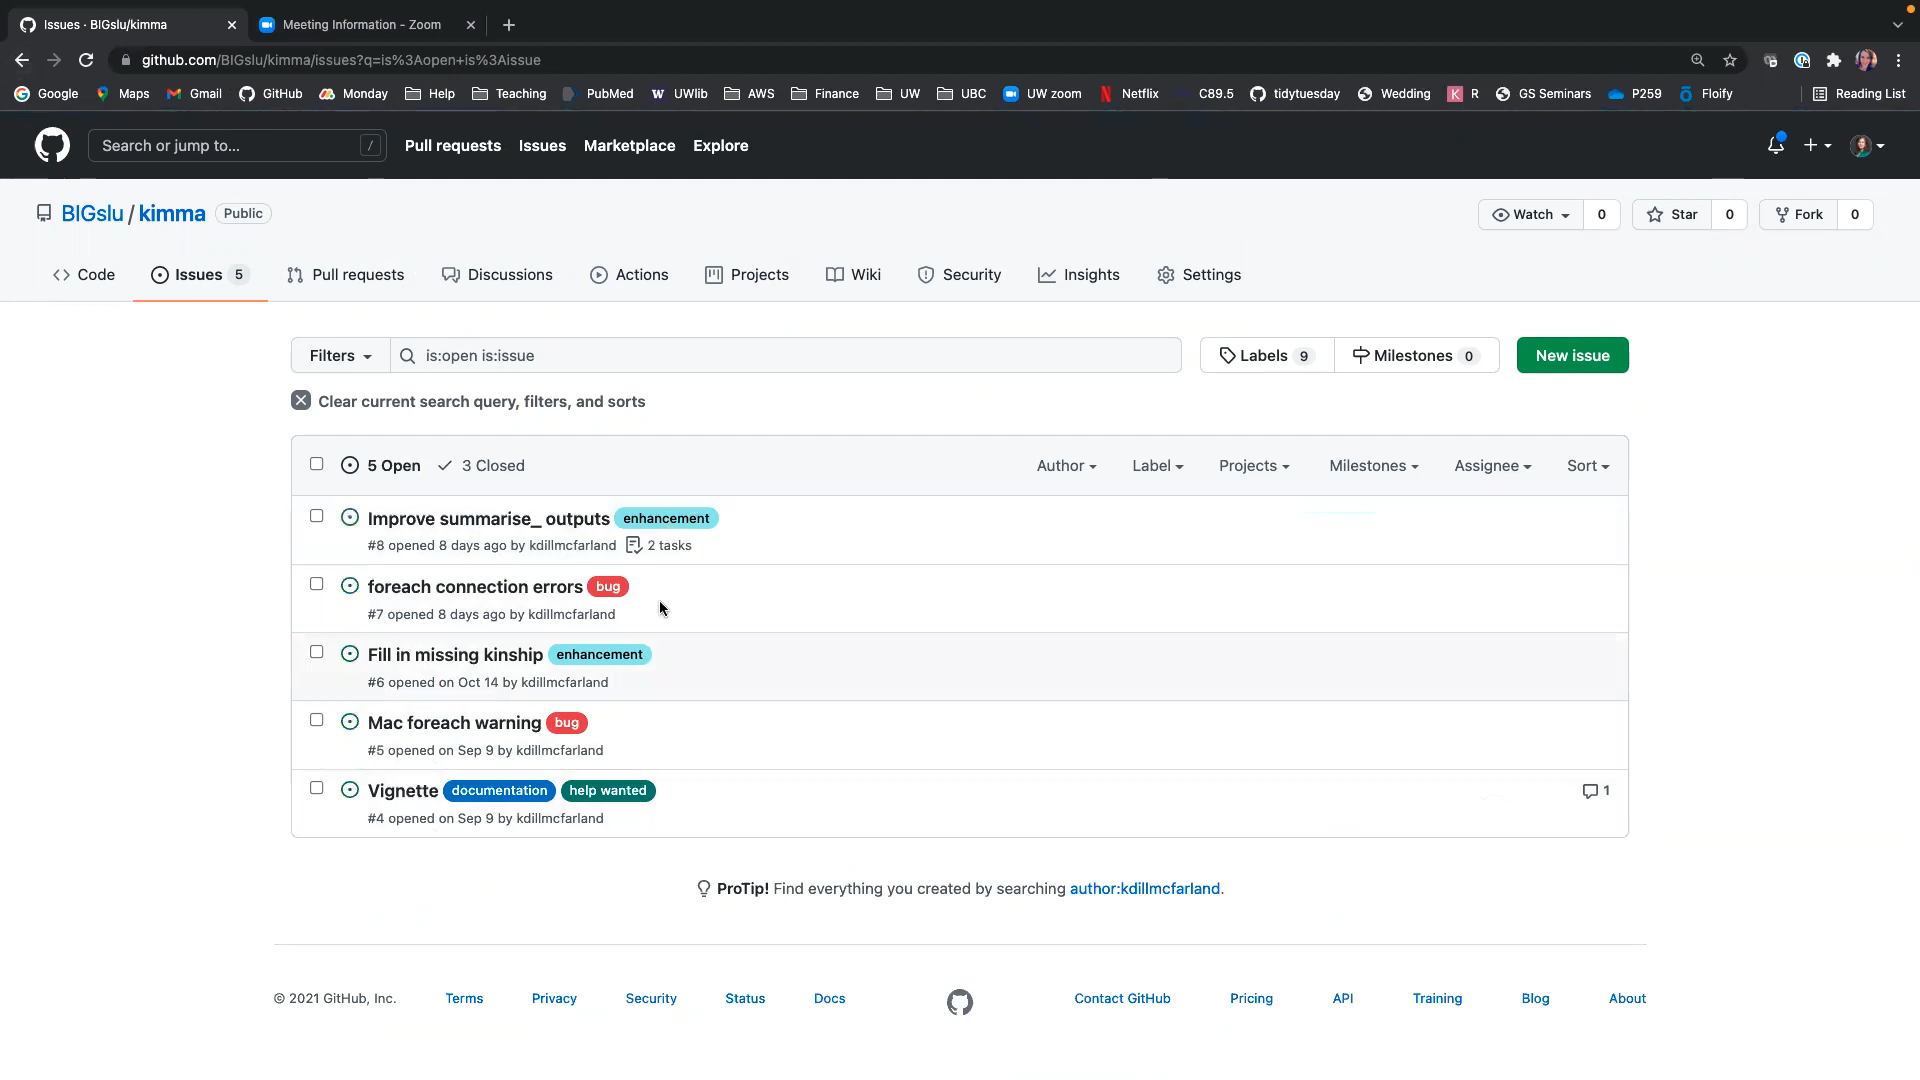 Issues · BIGslu/kimma
Meeting Information - Zoom
github.com/BIGslu/kimma/issues?q=is%3Aopen+is%3Aissue
Google Maps Gmail GitHub Monday Help Teaching PubMed UWlib AWS Finance UW UBC UW zoom Netflix C89.5 tidytuesday Wedding K R GS Seminars P259 Floify Reading List
Search or jump to... / Pull requests Issues Marketplace Explore
BIGslu / kimma Public
Watch 0 Star 0 Fork 0
Code Issues 5 Pull requests Discussions Actions Projects Wiki Security Insights Settings
Filters is:open is:issue Labels 9 Milestones 0 New issue
Clear current search query, filters, and sorts
5 Open 3 Closed Author Label Projects Milestones Assignee Sort
Improve summarise_ outputs enhancement
#8 opened 8 days ago by kdillmcfarland 2 tasks
foreach connection errors bug
#7 opened 8 days ago by kdillmcfarland
Fill in missing kinship enhancement
#6 opened on Oct 14 by kdillmcfarland
Mac foreach warning bug
#5 opened on Sep 9 by kdillmcfarland
Vignette documentation help wanted 1
#4 opened on Sep 9 by kdillmcfarland
ProTip! Find everything you created by searching author:kdillmcfarland.
© 2021 GitHub, Inc. Terms Privacy Security Status Docs Contact GitHub Pricing API Training Blog About